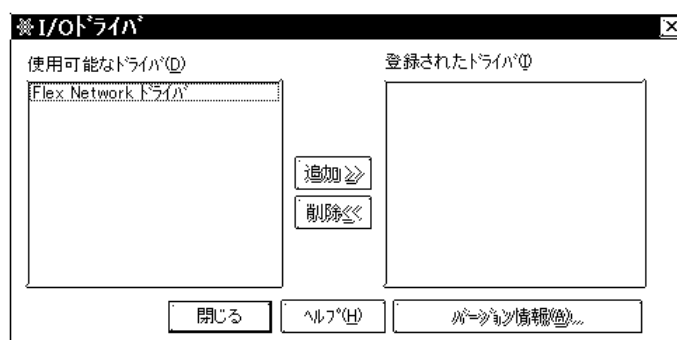 I/Oﾄﾞﾗｲﾊﾞ
使用可能なﾄﾞﾗｲﾊﾞ(D)
登録されたﾄﾞﾗｲﾊﾞ(I)
Flex Network ﾄﾞﾗｲﾊﾞ
追加≫
削除≪
閉じる
ﾍﾙﾌﾟ(H)
ﾊﾞｰｼﾞｮﾝ情報(A)...